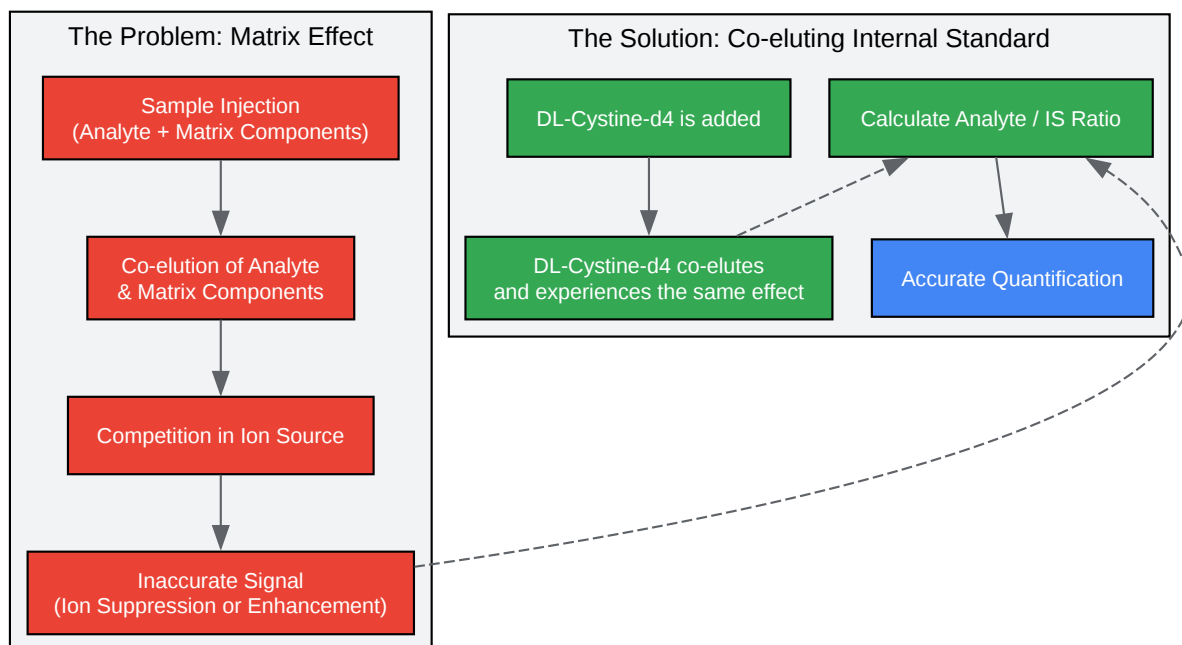 The Problem: Matrix Effect
Sample Injection
(Analyte + Matrix Components)
Co-elution of Analyte
& Matrix Components
Competition in Ion Source
Inaccurate Signal
(Ion Suppression or Enhancement)
The Solution: Co-eluting Internal Standard
DL-Cystine-d4 is added
Calculate Analyte / IS Ratio
DL-Cystine-d4 co-elutes
and experiences the same effect
Accurate Quantification